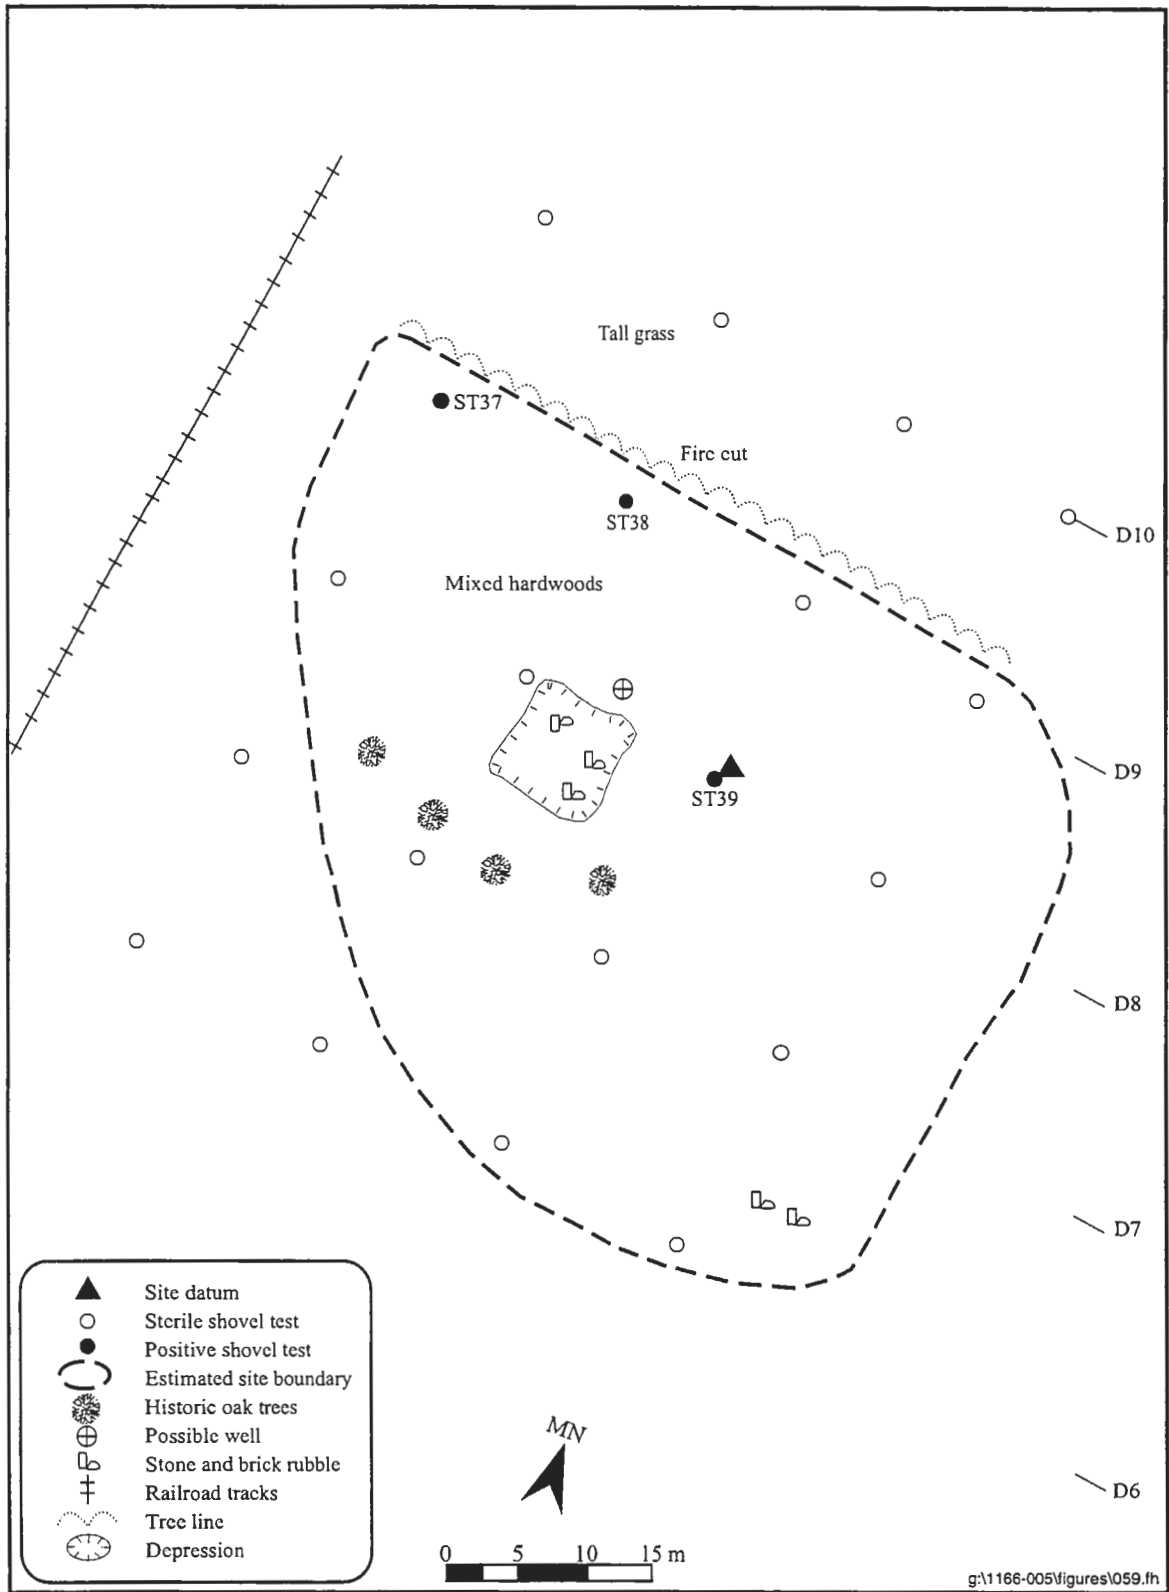 Tall grass
ST37
Fire cut
ST38
D10
Mixed hardwoods
D9
ST39
D8
D7
Site datum
Sterile shovel test
Positive shovel test
Estimated site boundary
Historic oak trees
Possible well
Stone and brick rubble
Railroad tracks
Tree line
Depression
MN
D6
0 5 10 15 m
g:\1166-005\figures\059.fh